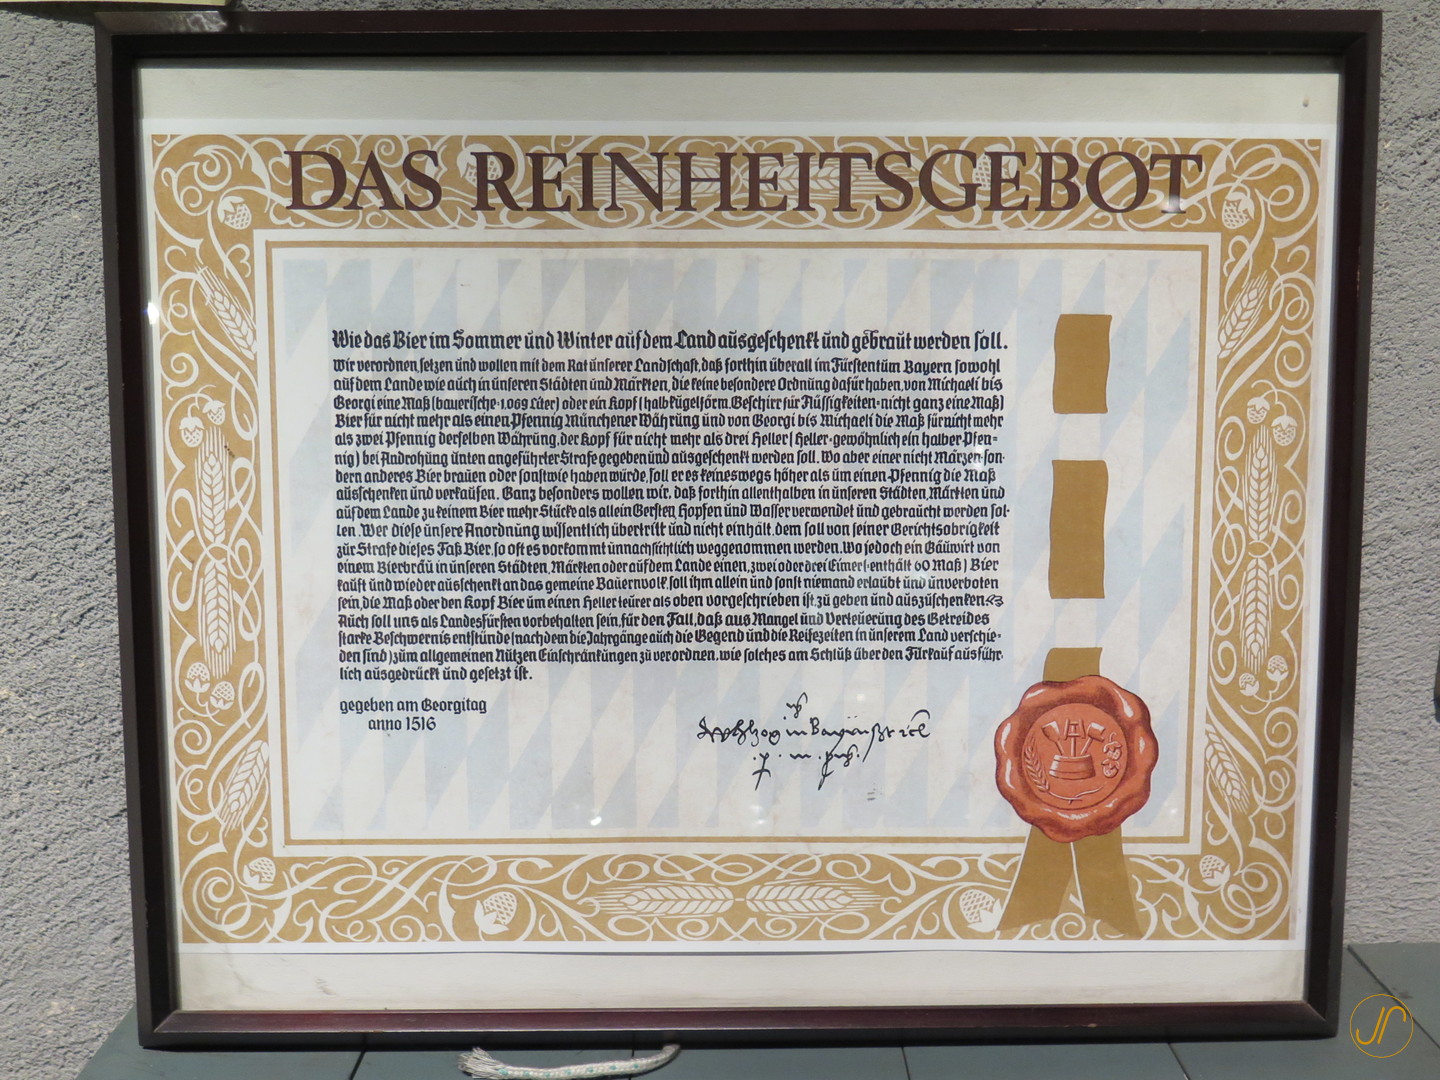 DAS REINHEITSGEBOT
Wie das Bier im Sommer und Winter auf dem Land ausgeschenkt und gebraut werden soll.
Wir verordnen, setzen und wollen mit dem Rat unserer Landschaft, daß forthin überall im Fürstentum Bayern sowohl
auf dem Lande wie auch in unseren Städten und Märkten, die keine besondere Ordnung dafür haben, von Michaeli bis
Georgi eine Maß (bauerische · 1,069 Liter) oder ein Kopf (halbkugelförm. Geschirr für Flüssigkeiten · nicht ganz eine Maß)
Bier für nicht mehr als einen Pfennig Münchener Währung und von Georgi bis Michaeli die Maß für nicht mehr
als zwei Pfennig derselben Währung, der Kopf für nicht mehr als drei Heller (Heller · gewöhnlich ein halber Pfen-
nig) bei Androhung unten angeführter Strafe gegeben und ausgeschenkt werden soll. Wo aber einer nicht Märzen-son-
dern anderes Bier brauen oder sonstwie haben würde, soll er es keineswegs höher als um einen Pfennig die Maß
ausschenken und verkaufen. Ganz besonders wollen wir, daß forthin allenthalben in unseren Städten, Märkten und
auf dem Lande zu keinem Bier mehr Stücke als allein Gersten, Hopfen und Wasser verwendet und gebraucht werden sol-
len. Wer diese unsere Anordnung wissentlich übertritt und nicht einhält, dem soll von seiner Gerichtsobrigkeit
zur Strafe dieses Faß Bier, so oft es vorkommt unnachsichtlich weggenommen werden. Wo jedoch ein Gäuwirt von
einem Bierbräu in unseren Städten, Märkten oder auf dem Lande einen, zwei oder drei Eimer (·enthält 60 Maß) Bier
kauft und wieder ausschenkt an das gemeine Bauernvolk, soll ihm allein und sonst niemand erlaubt und unverboten
sein, die Maß oder den Kopf Bier um einen Heller teurer als oben vorgeschrieben ist, zu geben und auszuschenken.
Auch soll uns als Landesfürsten vorbehalten sein, für den Fall, daß aus Mangel und Verteuerung des Getreides
starke Beschwernis entstünde (nachdem die Jahrgänge auch die Gegend und die Reifezeiten in unserem Land verschie-
den sind) zum allgemeinen Nutzen Einschränkungen zu verordnen, wie solches am Schluß über den Fürkauf ausführ-
lich ausgedrückt und gesetzt ist.
gegeben am Georgitag
anno 1516